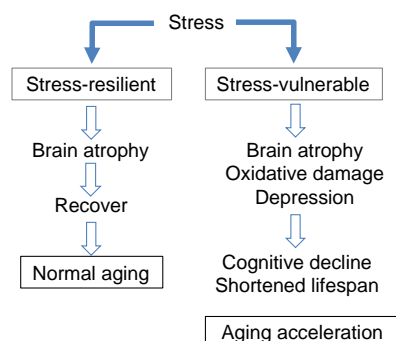 Stress
Stress-resilient
Brain atrophy
Recover
Normal aging
Stress-vulnerable
Brain atrophy
Oxidative damage
Depression
Cognitive decline
Shortened lifespan
Aging acceleration